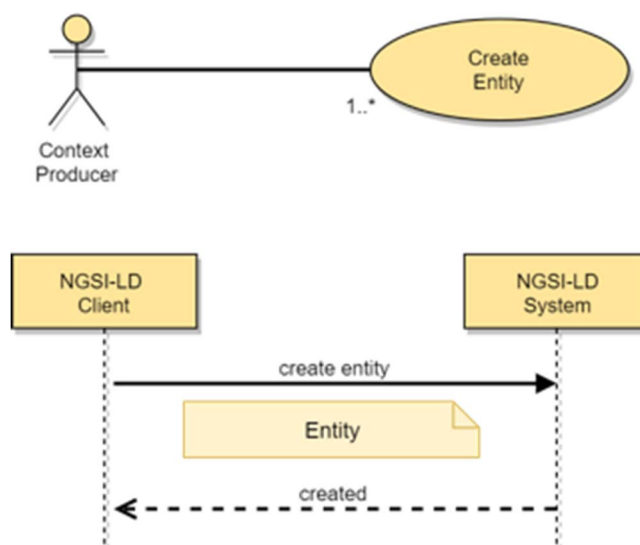 Create
Entity
1..*
Context
Producer
NGSI-LD
Client
NGSI-LD
System
create entity
Entity
created